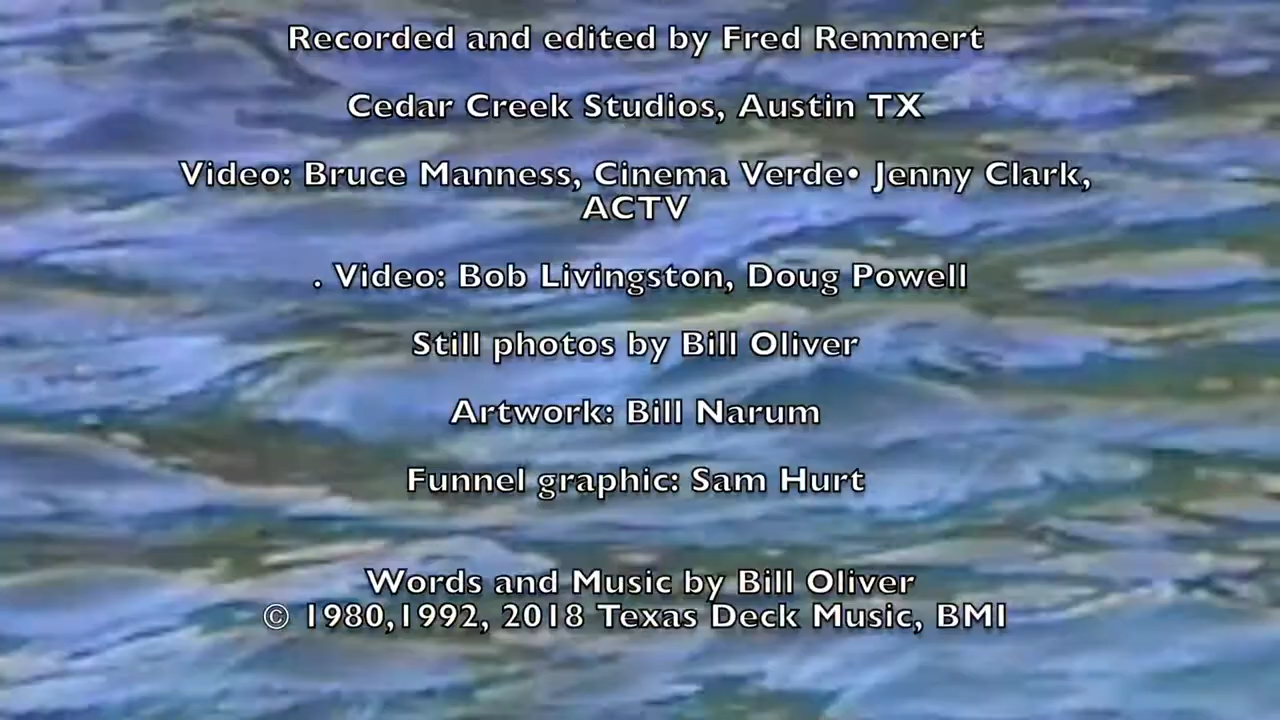 Recorded and edited by Fred Remmert
Cedar Creek Studios, Austin TX
Video: Bruce Manness, Cinema Verde• Jenny Clark,
ACTV
. Video: Bob Livingston, Doug Powell
Still photos by Bill Oliver
Artwork: Bill Narum
Funnel graphic: Sam Hurt
Words and Music by Bill Oliver
© 1980,1992, 2018 Texas Deck Music, BMI